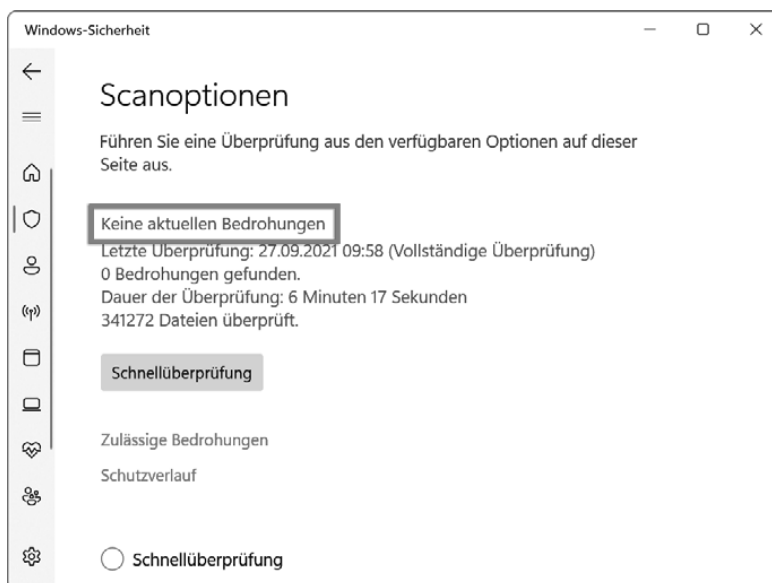 Windows-Sicherheit
Scanoptionen
Führen Sie eine Überprüfung aus den verfügbaren Optionen auf dieser
Seite aus.
Keine aktuellen Bedrohungen
Letzte Überprüfung: 27.09.2021 09:58 (Vollständige Überprüfung)
0 Bedrohungen gefunden.
Dauer der Überprüfung: 6 Minuten 17 Sekunden
341272 Dateien überprüft.
Schnellüberprüfung
Zulässige Bedrohungen
Schutzverlauf
Schnellüberprüfung